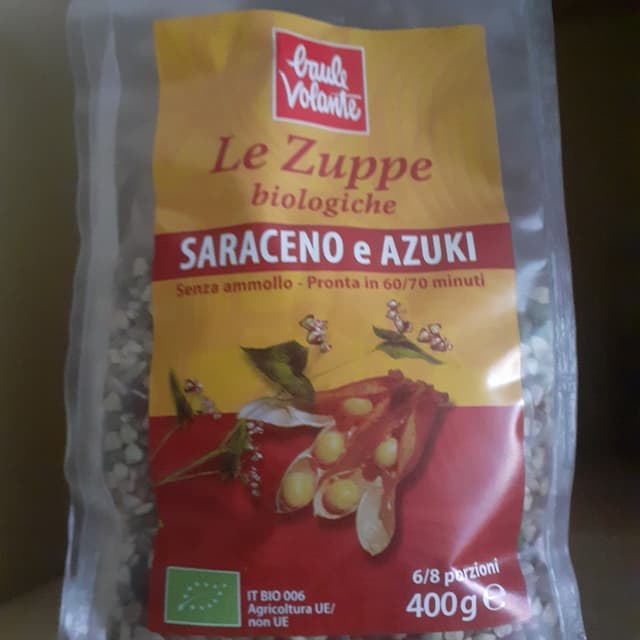 baule
Volante
Le Zuppe
biologiche
SARACENO e AZUKI
Senza ammollo - Pronta in 60/70 minuti
6/8 porzioni
400g e
IT BIO 006
Agricoltura UE/
non UE